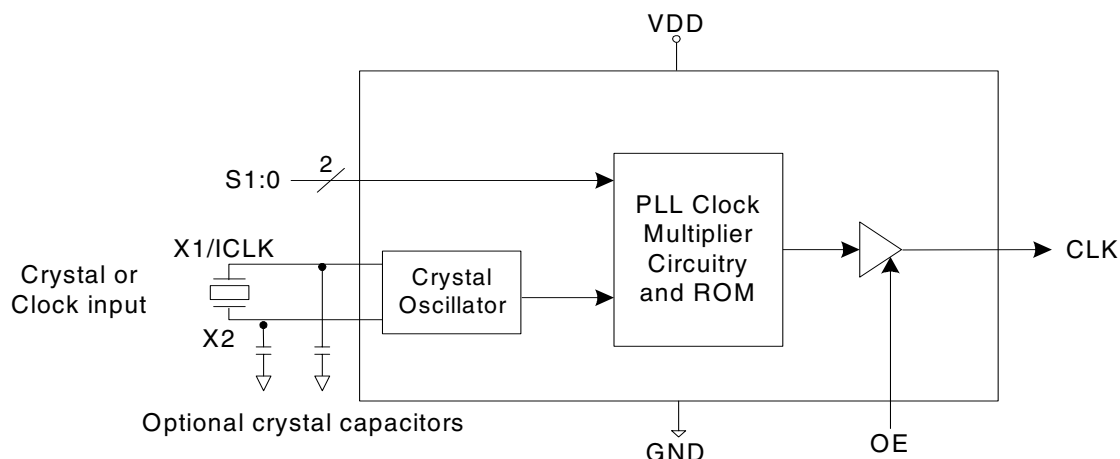 VDD
2
S1:0
PLL Clock
Multiplier
Circuitry
and ROM
X1/ICLK
CLK
Crystal or
Clock input
Crystal
Oscillator
X2
Optional crystal capacitors
GND
OE